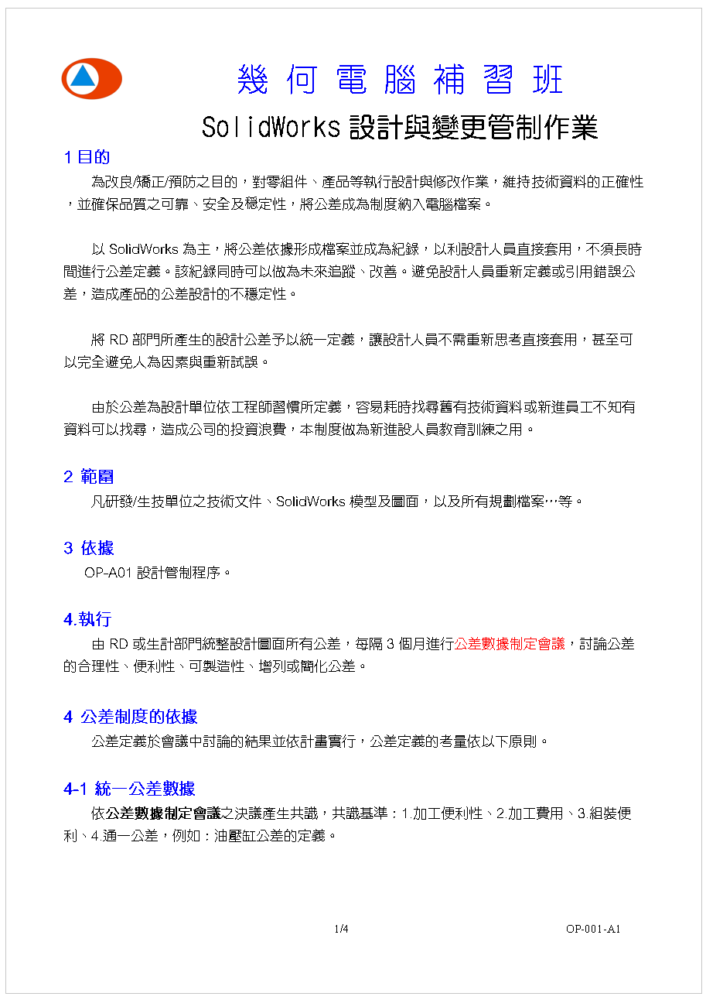 幾何電腦補習班
SolidWorks 設計與變更管制作業
1 目的
為改良/矯正/預防之目的，對零組件、產品等執行設計與修改作業，維持技術資料的正確性
，並確保品質之可靠、安全及穩定性，將公差成為制度納入電腦檔案。
以 SolidWorks 為主，將公差依據形成檔案並成為紀錄，以利設計人員直接套用，不須長時
間進行公差定義。該紀錄同時可以做為未來追蹤、改善。避免設計人員重新定義或引用錯誤公
差，造成產品的公差設計的不穩定性。
將 RD 部門所產生的設計公差予以統一定義，讓設計人員不需重新思考直接套用，甚至可
以完全避免人為因素與重新試誤。
由於公差為設計單位依工程師習慣所定義，容易耗時找尋舊有技術資料或新進員工不知有
資料可以找尋，造成公司的投資浪費，本制度做為新進設人員教育訓練之用。
2 範圍
凡研發/生技單位之技術文件、SolidWorks 模型及圖面，以及所有規劃檔案…等。
3 依據
OP-A01 設計管制程序。
4.執行
由 RD 或生計部門統整設計圖面所有公差，每隔 3 個月進行公差數據制定會議，討論公差
的合理性、便利性、可製造性、增列或簡化公差。
4 公差制度的依據
公差定義於會議中討論的結果並依計畫實行，公差定義的考量依以下原則。
4-1 統一公差數據
依公差數據制定會議之決議產生共識，共識基準：1.加工便利性、2.加工費用、3.組裝便
利、4.通一公差，例如：油壓缸公差的定義。
1/4
OP-001-A1